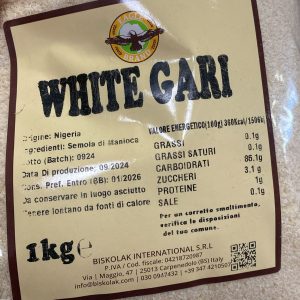 WHITE GARI
Origine: Nigeria
Ingredienti: Semola di Manioca
Lotto (Batch): 0924
Data Di produzione: 09/2024
Cons. Pref. Entro (BB): 01/2026
Da conservare in luogo asciutto
Tenere lontano da fonti di calore
1kg e
VALORE ENERGETICO(100g) 360Kcal/1506kj
GRASSI 0.1g
GRASSI SATURI 0.1g
CARBOIDRATI 85.1g
ZUCCHERI 3.1g
PROTEINE 1g
SALE 0.1g
Per un corretto smaltimento,
verifica le disposizioni
del tuo comune.
BISKOLAK INTERNATIONAL S.R.L
P.IVA / Cod. fiscale: 04218720987
Via I. Maggio, 47 | 25013 Carpenedolo (BS) Italy
info@biskolak.com | 030 0947432 | +39 347 4210507